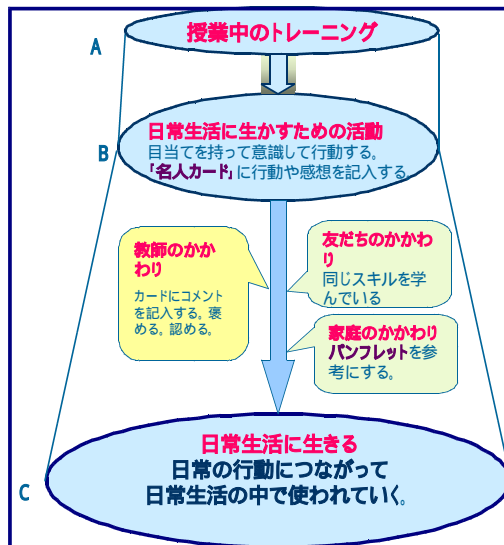 授業中のトレーニング
A
日常生活に生かすための活動
目当てを持って意識して行動する。
「名人カード」に行動や感想を記入する。
B
教師のかか
わり
カードにコメント
を記入する。褒
める。認める。
友だちのかかわ
り
同じスキルを学
んでいる
家庭のかかわり
パンフレットを参
考にする。
日常生活に生きる
日常の行動につながって
日常生活の中で使われていく。
C